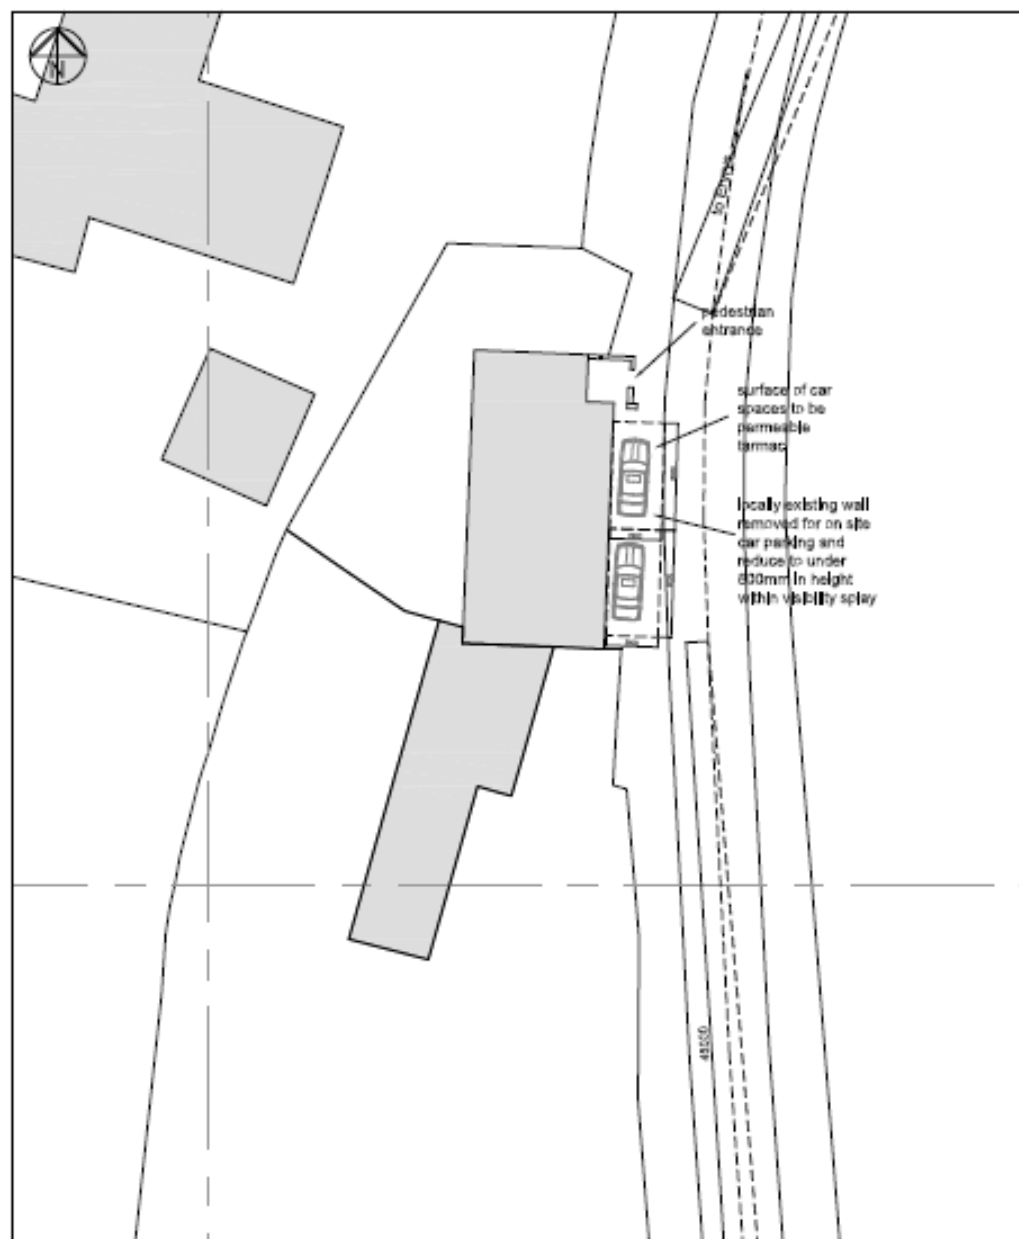 N
pedestrian
entrance
surface of car
spaces to be
permeable
tarmac
locally existing wall
removed for on site
car parking and
reduce to under
600mm in height
within visibility splay